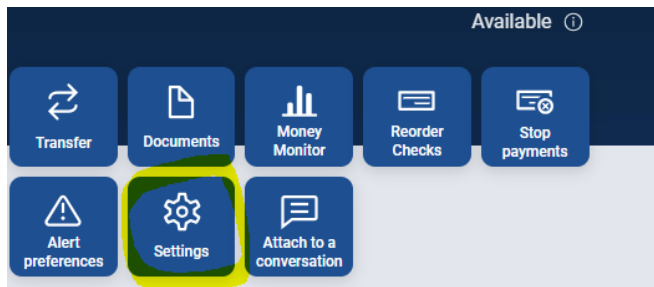 Available
Transfer
Documents
Money
Monitor
Reorder
Checks
Stop
payments
Alert
preferences
Settings
Attach to a
conversation